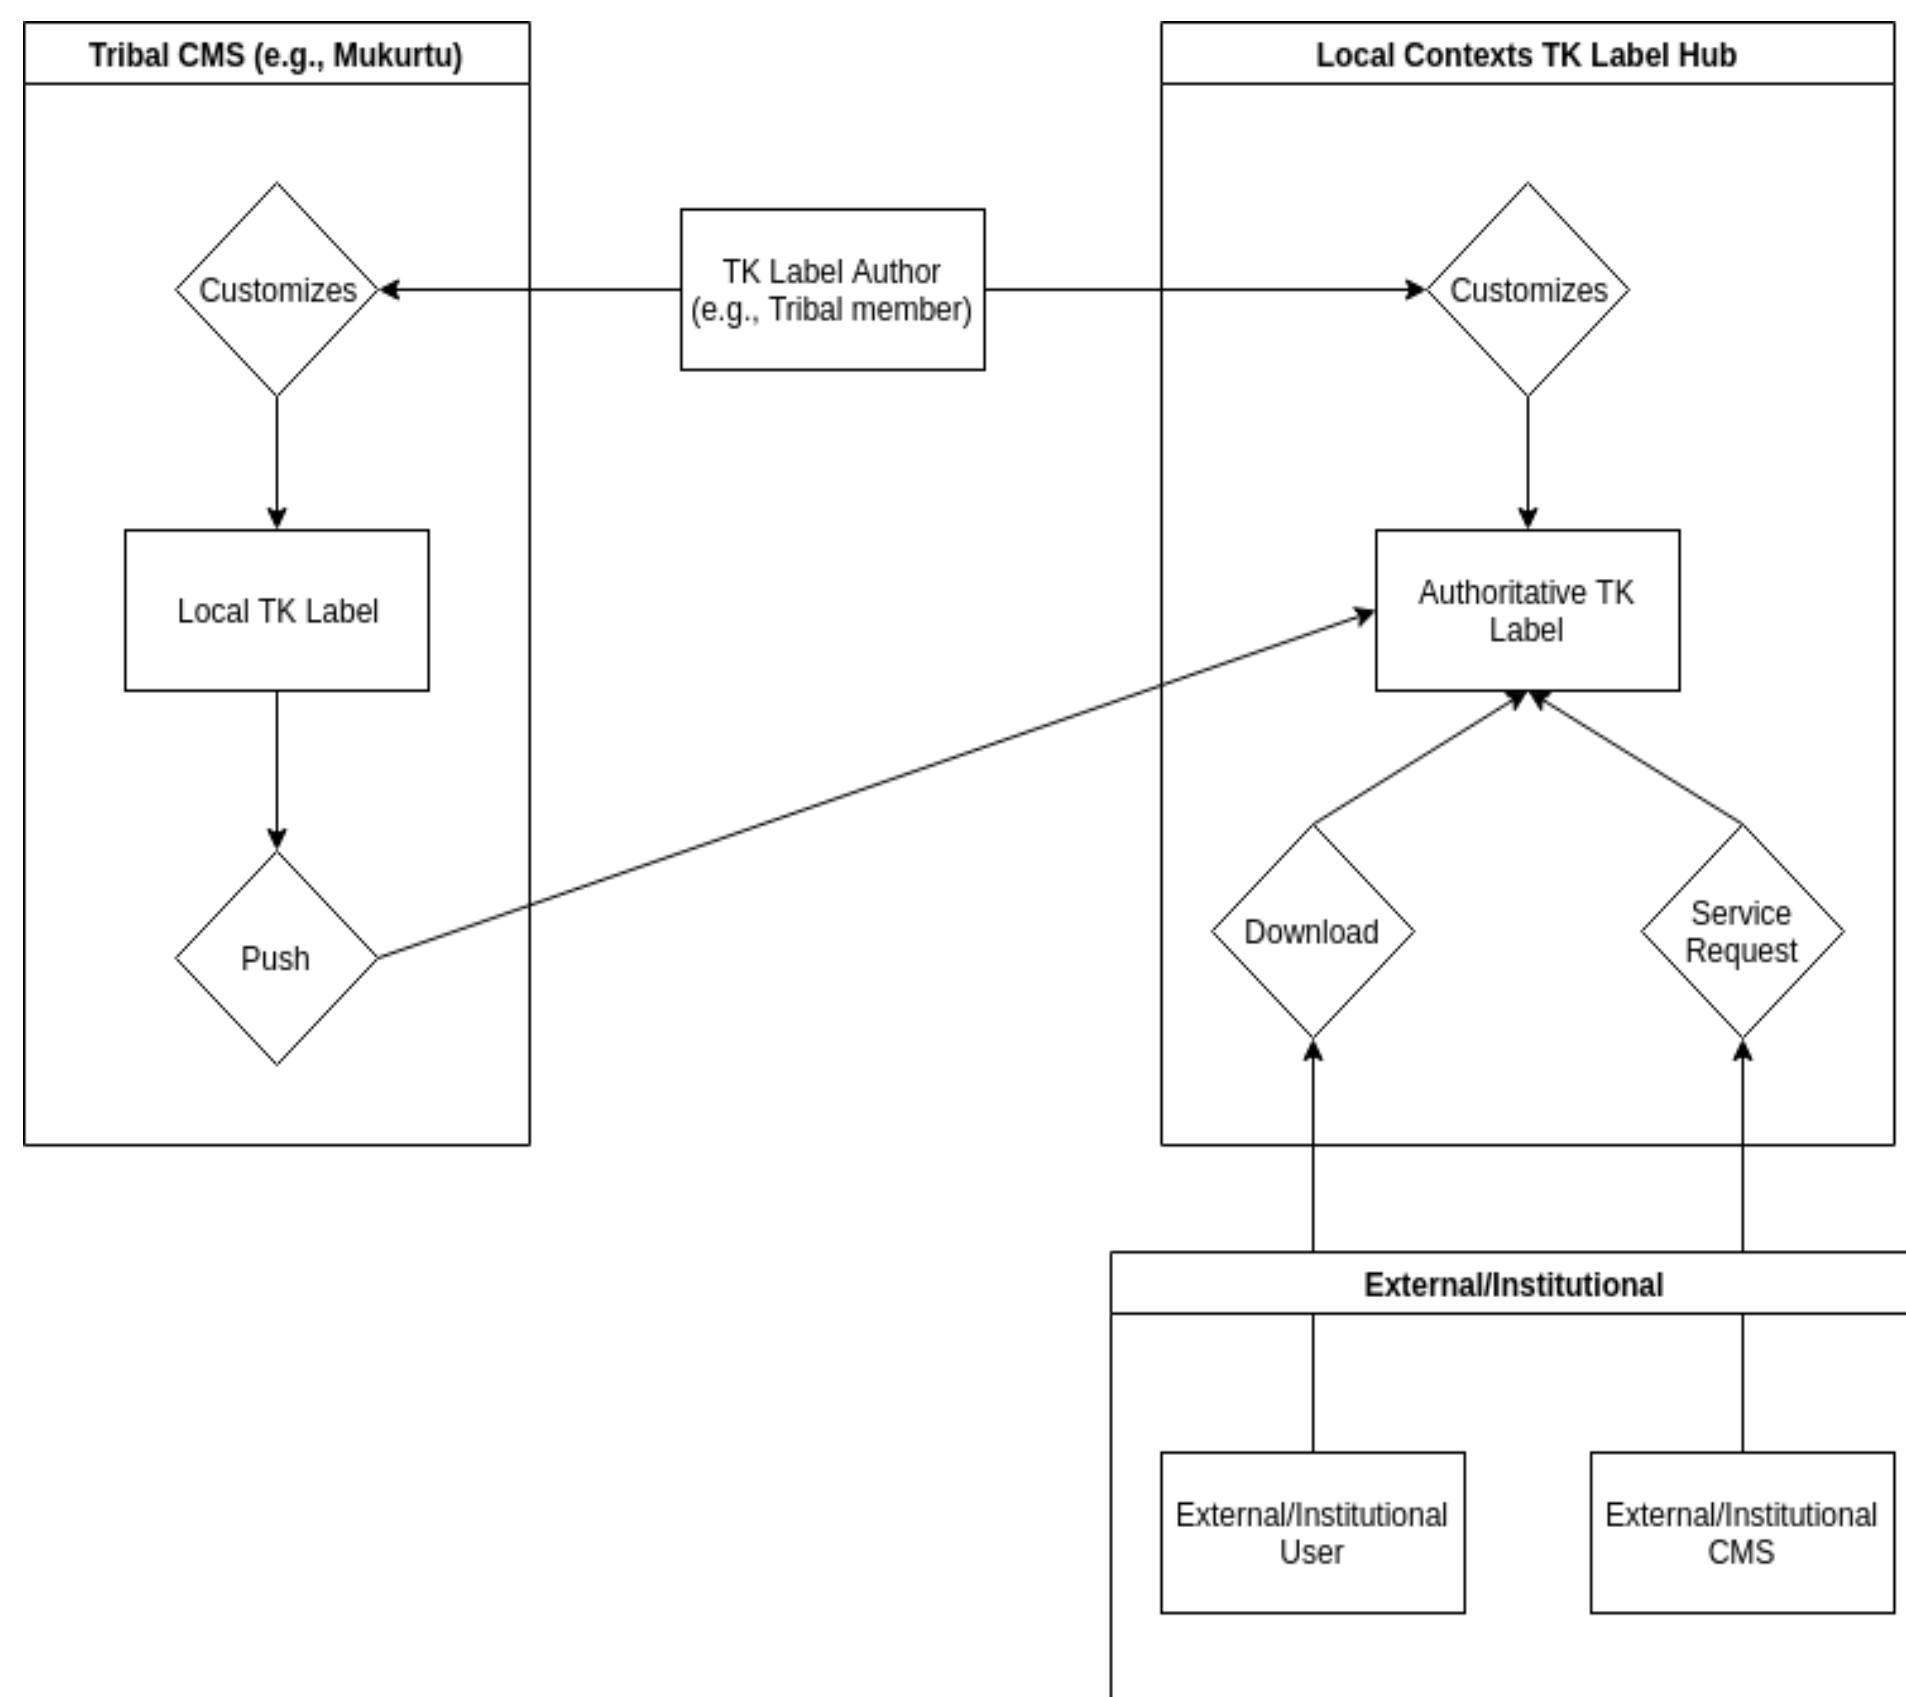 Tribal CMS (e.g., Mukurtu)
Local Contexts TK Label Hub
Customizes
TK Label Author
(e.g., Tribal member)
Customizes
Local TK Label
Authoritative TK
Label
Push
Download
Service
Request
External/Institutional
External/Institutional
User
External/Institutional
CMS